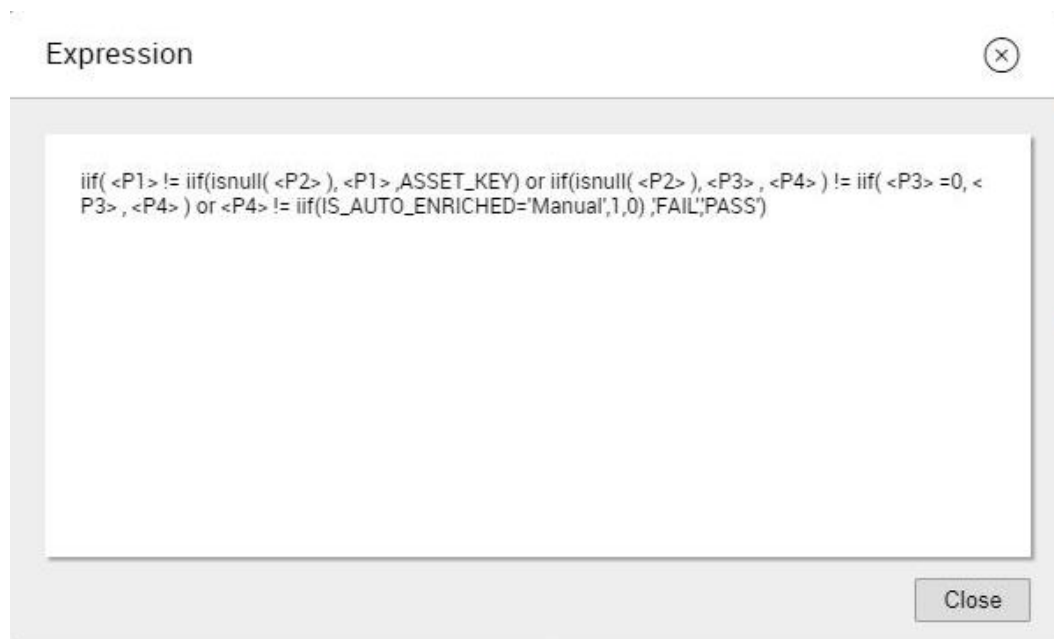 Expression
iif( <P1> != iif(isnull( <P2> ), <P1> ,ASSET_KEY) or iif(isnull( <P2> ), <P3> , <P4> ) != iif( <P3> =0, <
P3> , <P4> ) or <P4> != iif(IS_AUTO_ENRICHED='Manual',1,0) ,'FAIL','PASS')
Close